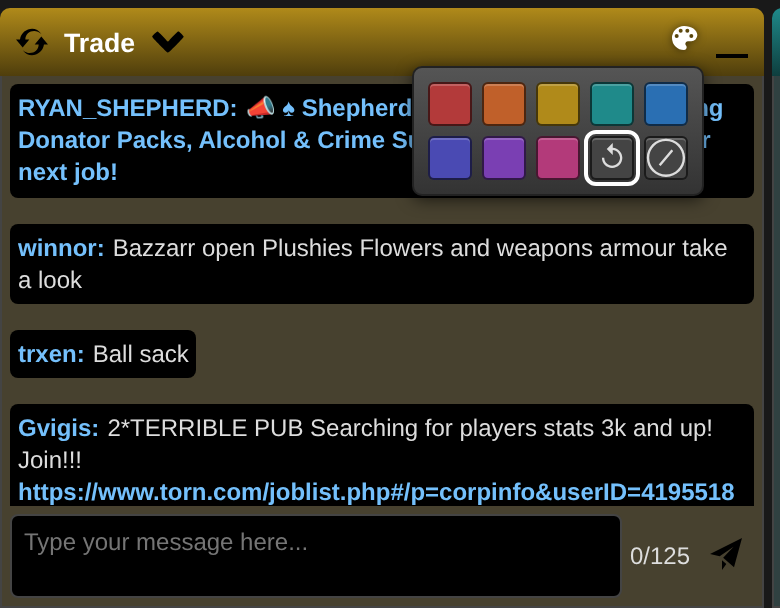 Trade
RYAN_SHEPHERD: 📣 ♠ Shepherd
Donator Packs, Alcohol & Crime
next job!
winnor: Bazzarr open Plushies Flowers and weapons armour take
a look
trxen: Ball sack
Gvigis: 2*TERRIBLE PUB Searching for players stats 3k and up!
Join!!!
https://www.torn.com/joblist.php#/p=corpinfo&userID=4195518
Type your message here...
0/125